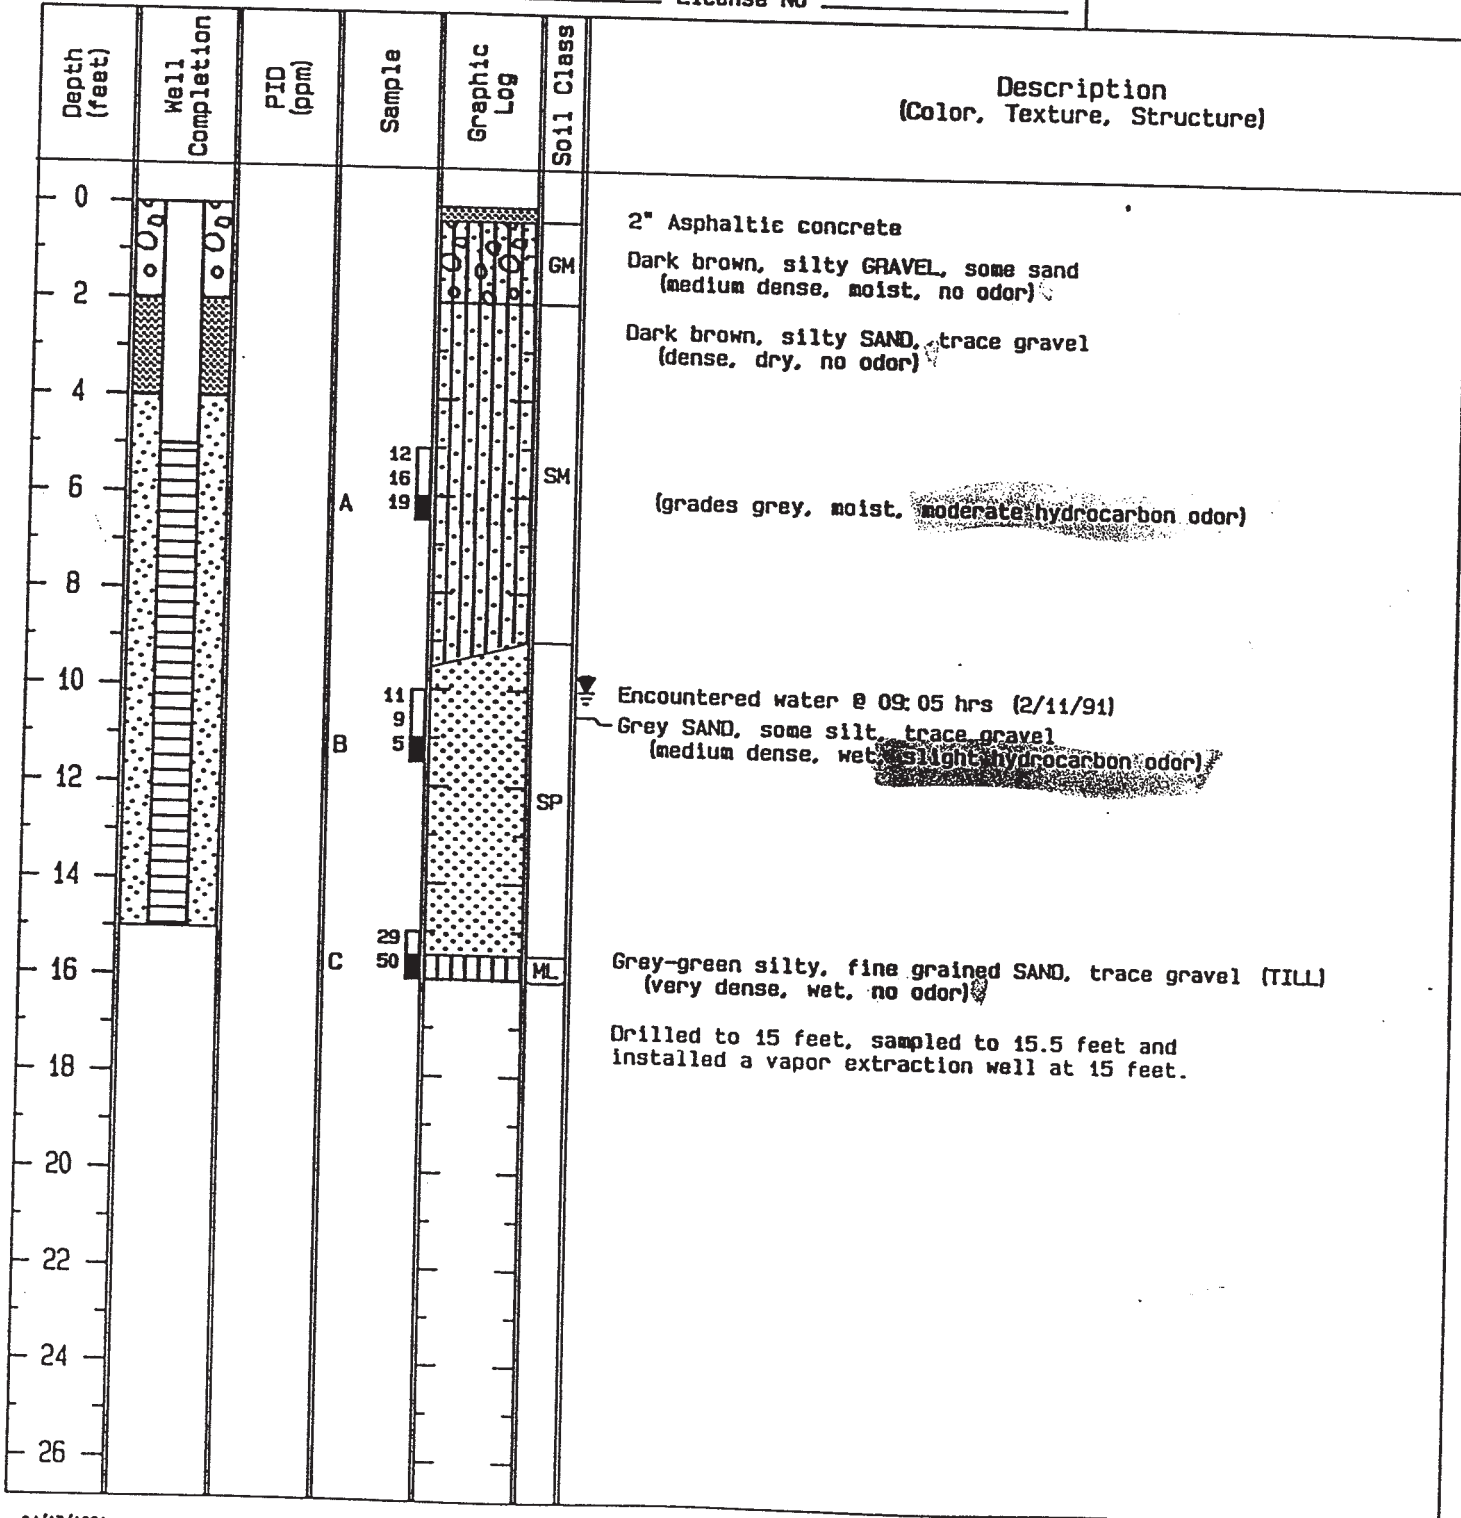 License No
Depth (feet)
Well Completion
PID (ppm)
Sample
Graphic Log
Soil Class
Description
(Color, Texture, Structure)
0
2" Asphaltic concrete
GM
Dark brown, silty GRAVEL, some sand
(medium dense, moist, no odor)
2
Dark brown, silty SAND, trace gravel
(dense, dry, no odor)
4
12
16
SM
6
A
19
(grades grey, moist, moderate hydrocarbon odor)
8
10
11
Encountered water @ 09:05 hrs (2/11/91)
9
Grey SAND, some silt, trace gravel
B
5
(medium dense, wet, slight hydrocarbon odor)
12
SP
14
29
16
C
50
ML
Grey-green silty, fine grained SAND, trace gravel (TILL)
(very dense, wet, no odor)
Drilled to 15 feet, sampled to 15.5 feet and
installed a vapor extraction well at 15 feet.
18
20
22
24
26